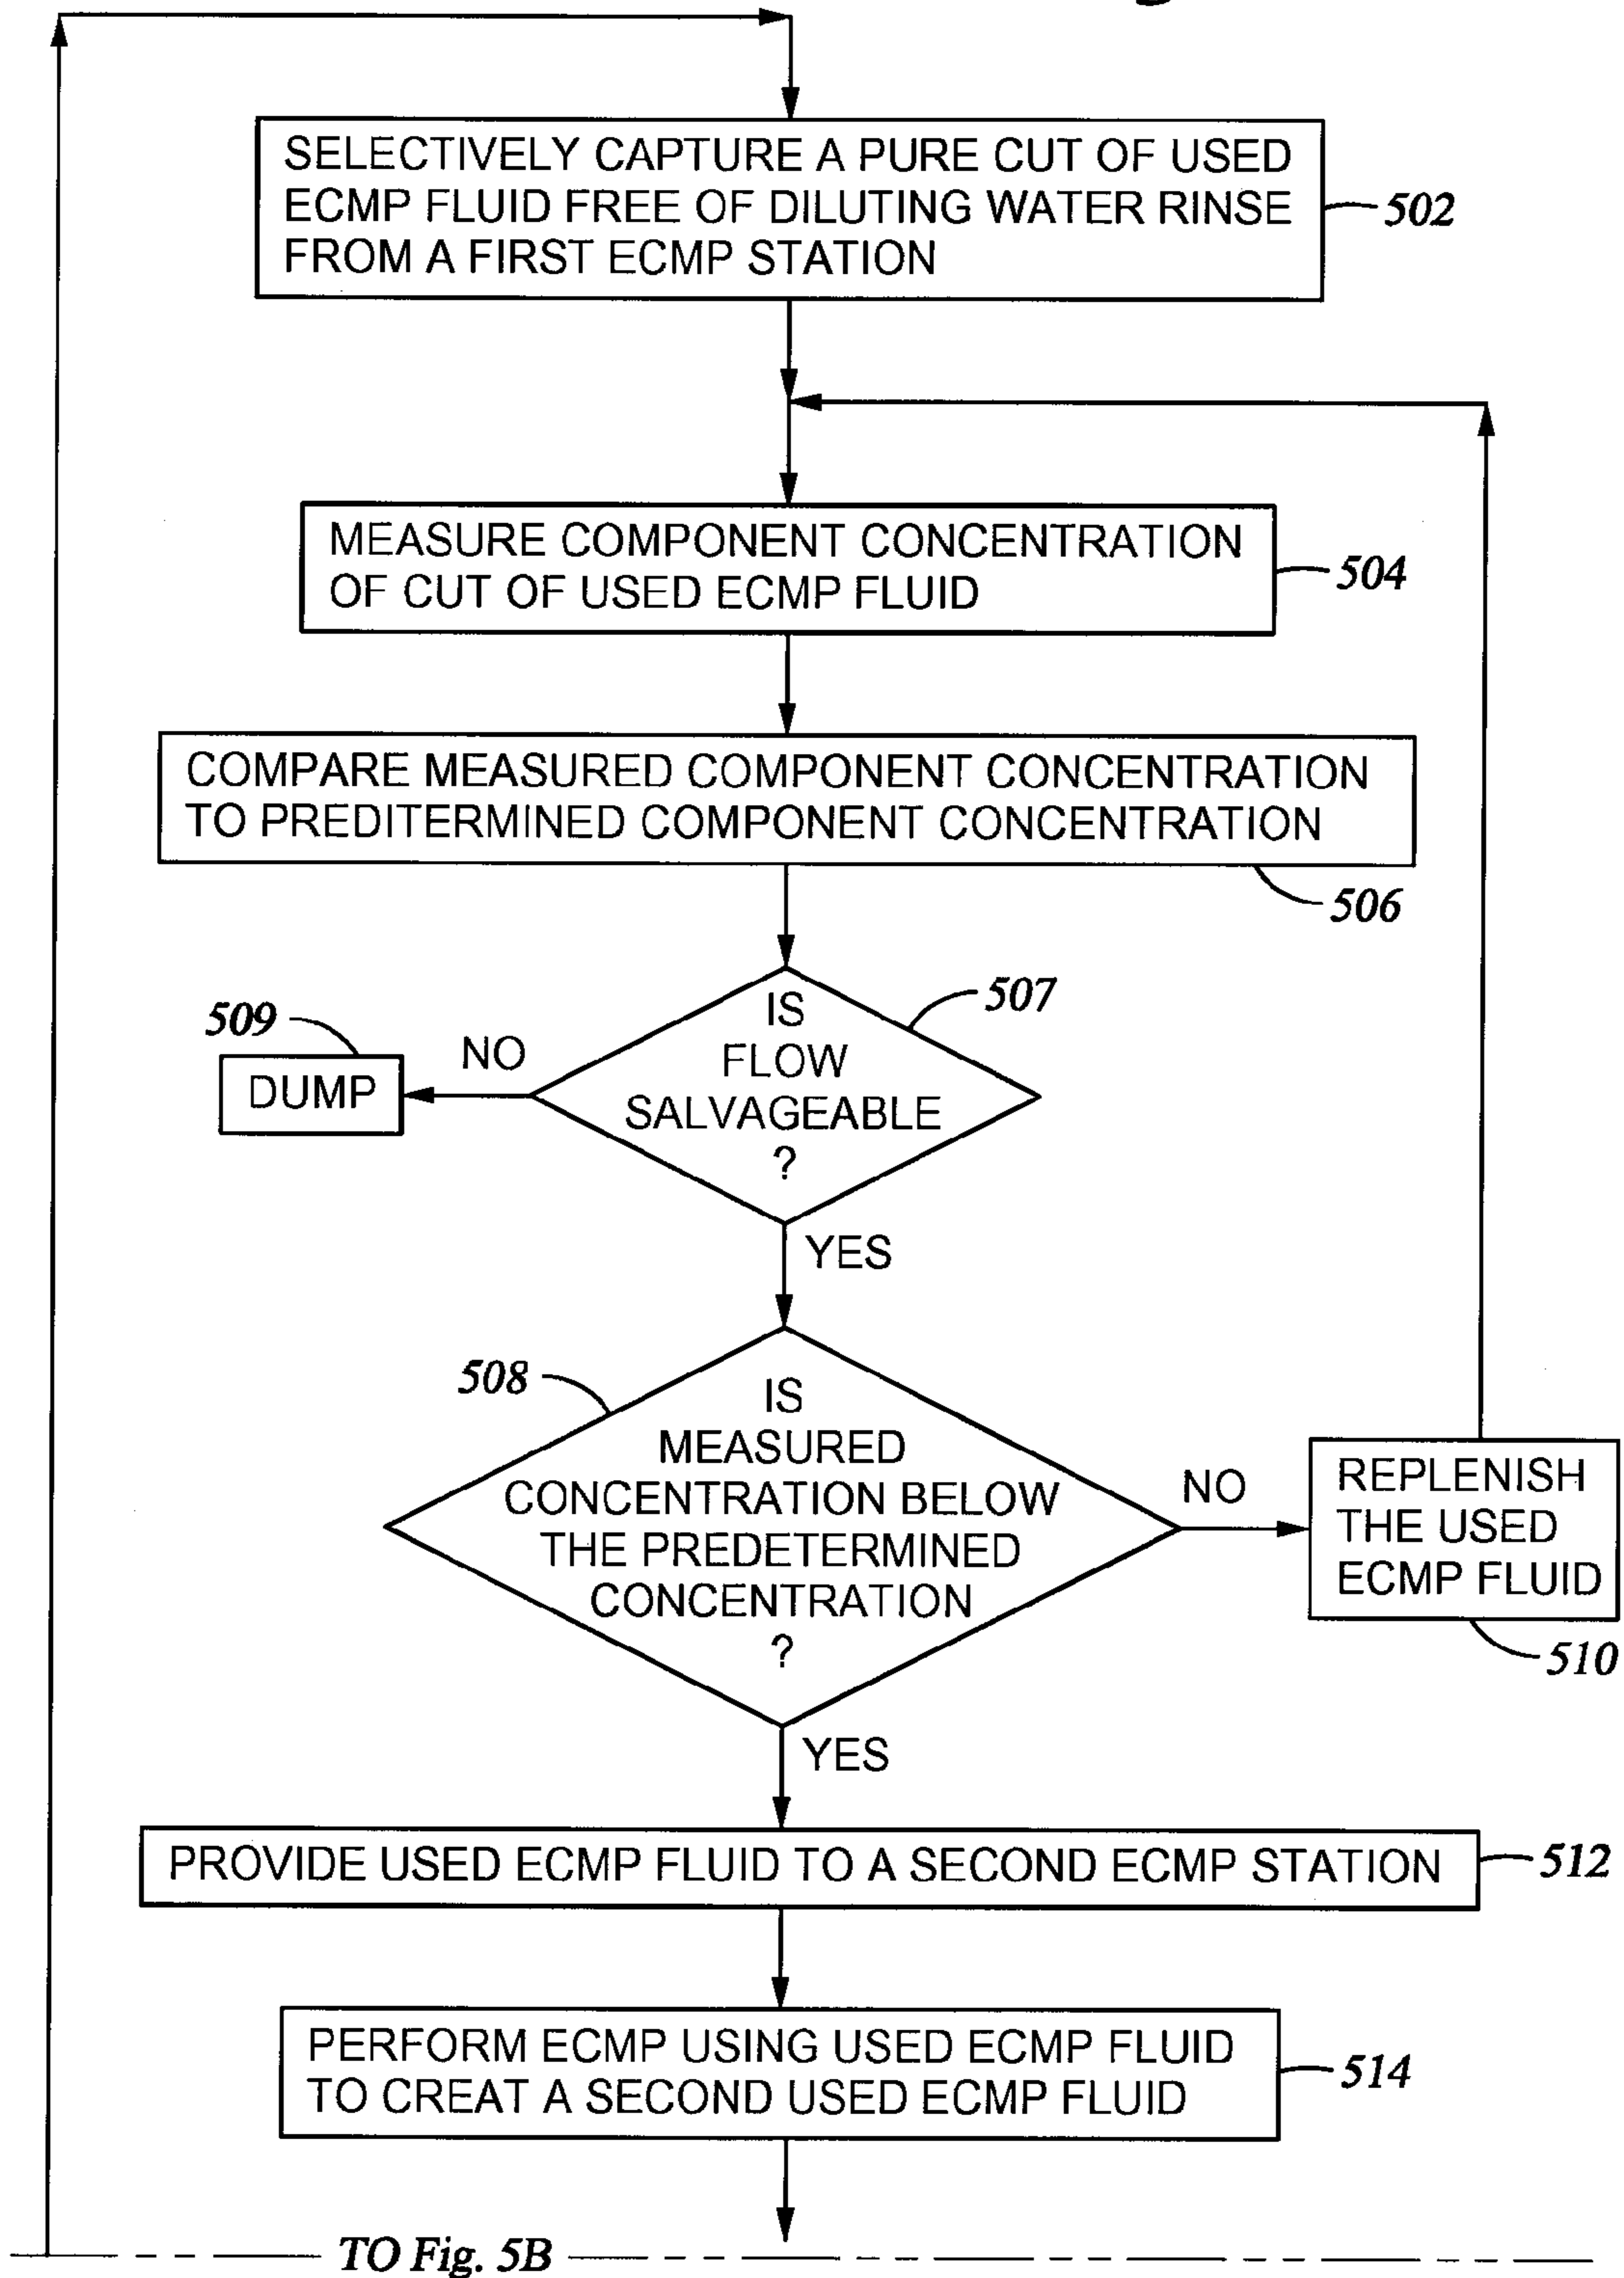 SELECTIVELY CAPTURE A PURE CUT OF USED
ECMP FLUID FREE OF DILUTING WATER RINSE
FROM A FIRST ECMP STATION
502
MEASURE COMPONENT CONCENTRATION
OF CUT OF USED ECMP FLUID
504
COMPARE MEASURED COMPONENT CONCENTRATION
TO PREDITERMINED COMPONENT CONCENTRATION
506
IS
FLOW
SALVAGEABLE
?
507
NO
509
DUMP
YES
508
IS
MEASURED
CONCENTRATION BELOW
THE PREDETERMINED
CONCENTRATION
?
NO
REPLENISH
THE USED
ECMP FLUID
510
YES
PROVIDE USED ECMP FLUID TO A SECOND ECMP STATION
512
PERFORM ECMP USING USED ECMP FLUID
TO CREAT A SECOND USED ECMP FLUID
514
TO Fig. 5B